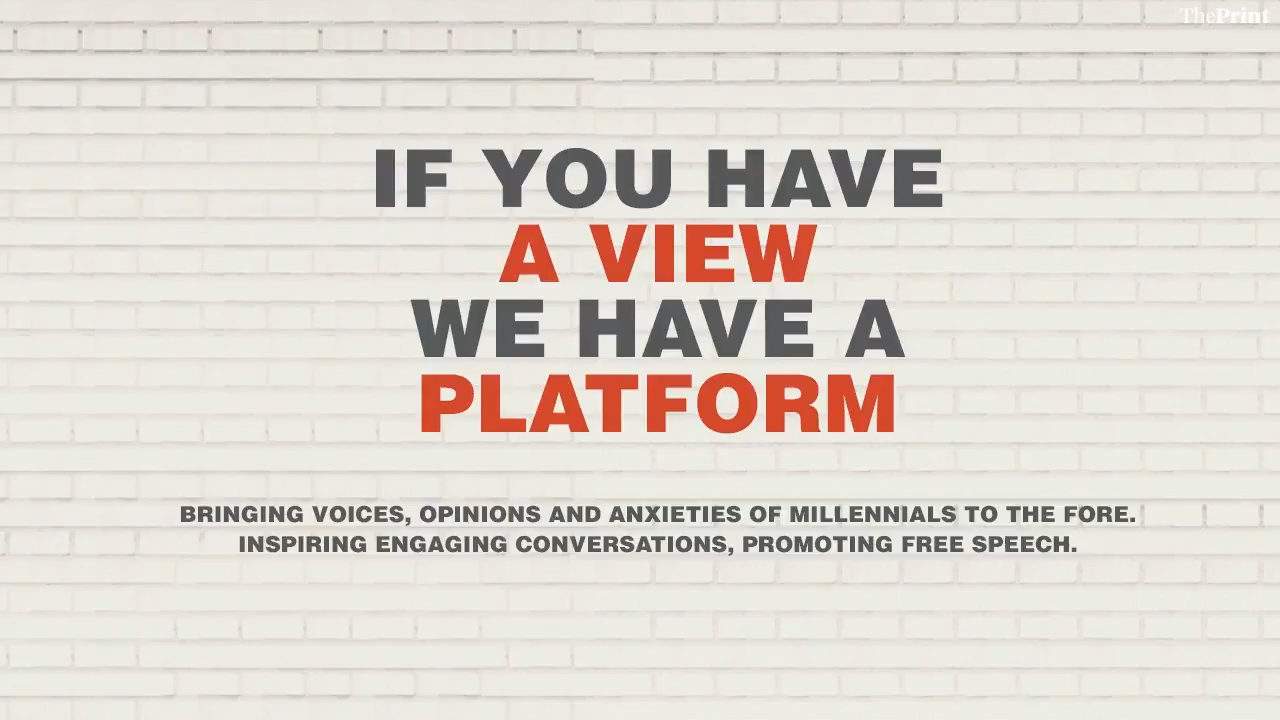 ThePrint
IF YOU HAVE
A VIEW
WE HAVE A
PLATFORM
BRINGING VOICES, OPINIONS AND ANXIETIES OF MILLENNIALS TO THE FORE.
INSPIRING ENGAGING CONVERSATIONS, PROMOTING FREE SPEECH.